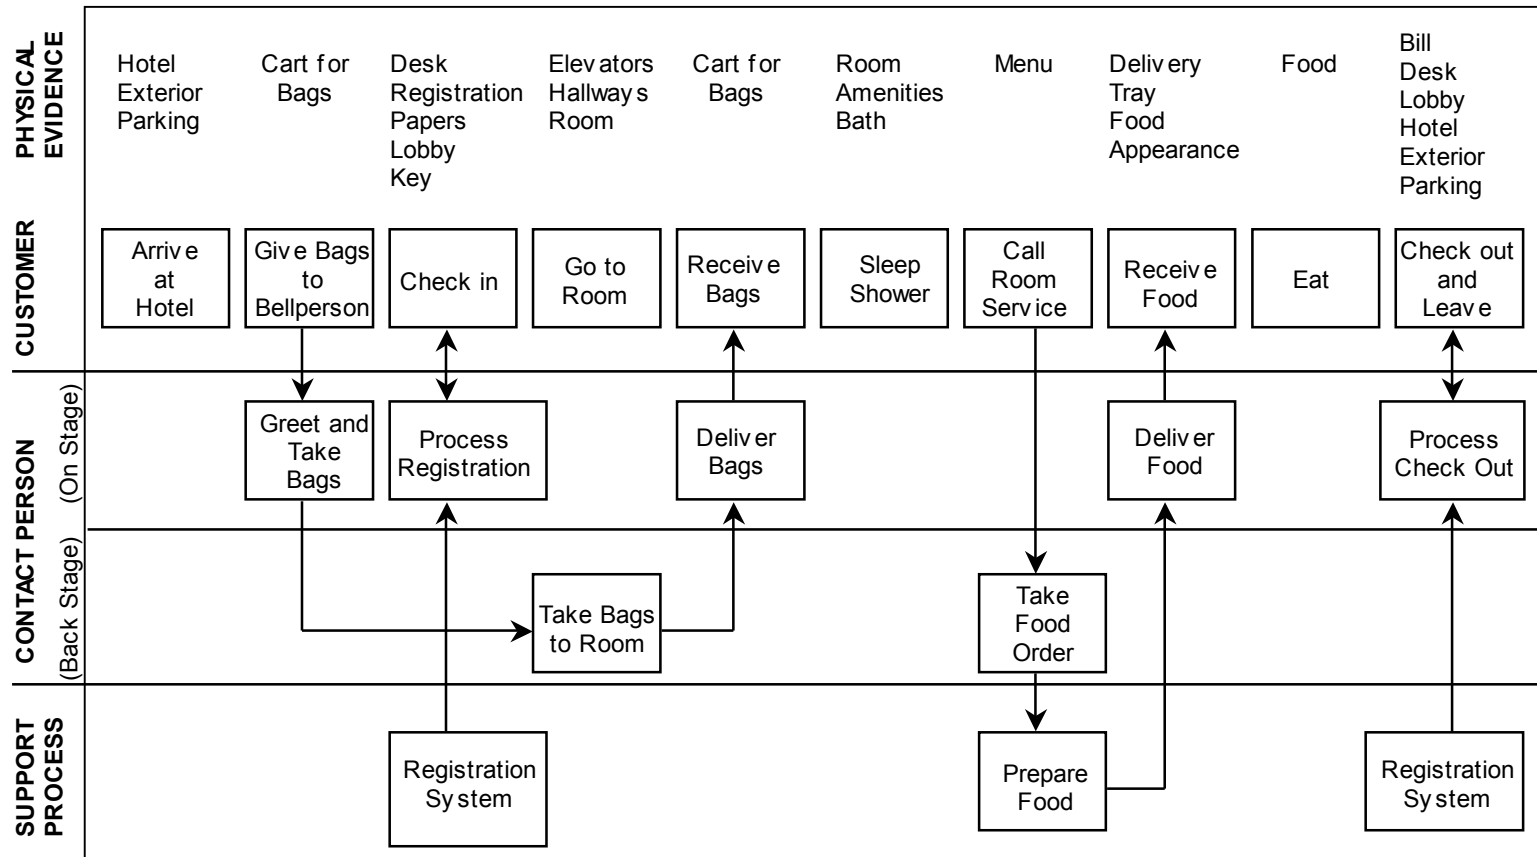 PHYSICAL
EVIDENCE
Hotel
Exterior
Parking
Cart for
Bags
Desk
Registration
Papers
Lobby
Key
Elevators
Hallways
Room
Cart for
Bags
Room
Amenities
Bath
Menu
Delivery
Tray
Food
Appearance
Food
Bill
Desk
Lobby
Hotel
Exterior
Parking
CUSTOMER
Arrive
at
Hotel
Give Bags
to
Bellperson
Check in
Go to
Room
Receive
Bags
Sleep
Shower
Call
Room
Service
Receive
Food
Eat
Check out
and
Leave
CONTACT PERSON
(On Stage)
Greet and
Take
Bags
Process
Registration
Deliver
Bags
Deliver
Food
Process
Check Out
(Back Stage)
Take Bags
to Room
Take
Food
Order
SUPPORT
PROCESS
Registration
System
Prepare
Food
Registration
System